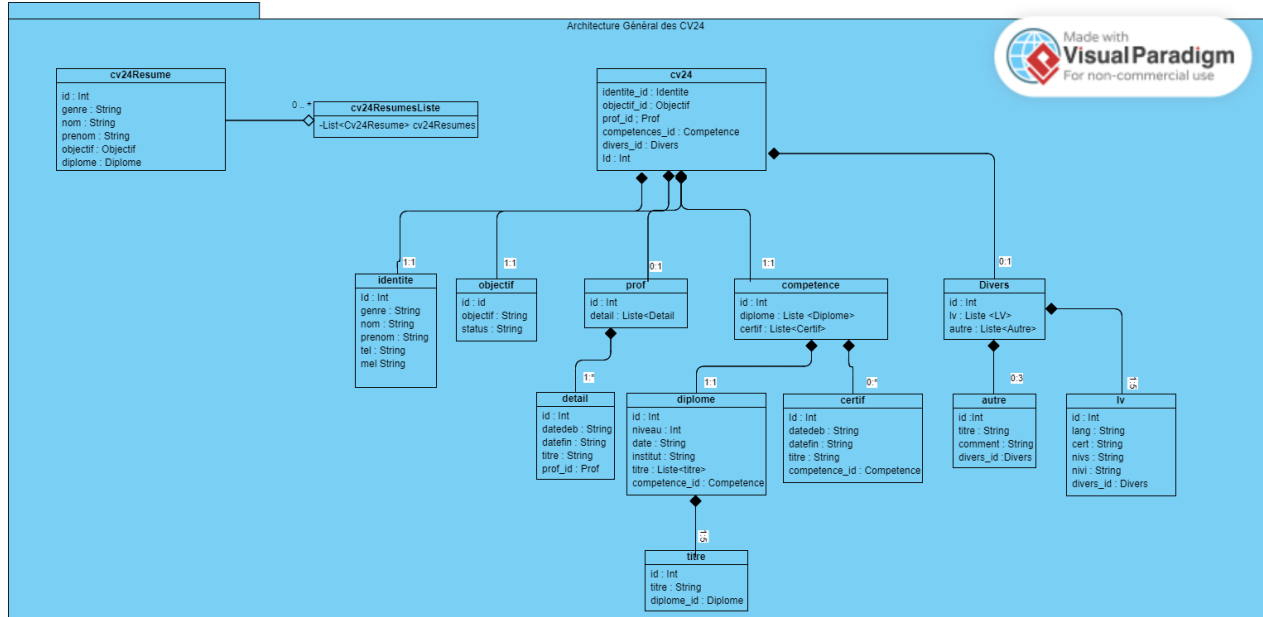 Architecture Général des CV24
Made with
Visual Paradigm
For non-commercial use
cv24Resume
id : Int
genre : String
nom : String
prenom : String
objectif : Objectif
diplome : Diplome
0 .. *
cv24ResumesListe
-List<Cv24Resume> cv24Resumes
cv24
identite_id : Identite
objectif_id : Objectif
prof_id ; Prof
competences_id : Competence
divers_id : Divers
Id : Int
1:1
1:1
0:1
1:1
0:1
identite
Id : Int
genre : String
nom : String
prenom : String
tel : String
mel String
objectif
id : id
objectif : String
status : String
prof
id : Int
detail : Liste<Detail
competence
id : Int
diplome : Liste <Diplome>
certif : Liste<Certif>
Divers
id : Int
lv : Liste <LV>
autre : Liste<Autre>
1:*
1:1
0:*
0:3
1:5
detail
id : Int
datedeb : String
datefin : String
titre : String
prof_id : Prof
diplome
id : Int
niveau : Int
date : String
institut : String
titre : Liste<titre>
competence_id : Competence
certif
Id : Int
datedeb : String
datefin : String
titre : String
competence_id : Competence
autre
id :Int
titre : String
comment : String
divers_id :Divers
lv
id : Int
lang : String
cert : String
nivs : String
nivi : String
divers_id : Divers
1:5
titre
id : Int
titre : String
diplome_id : Diplome